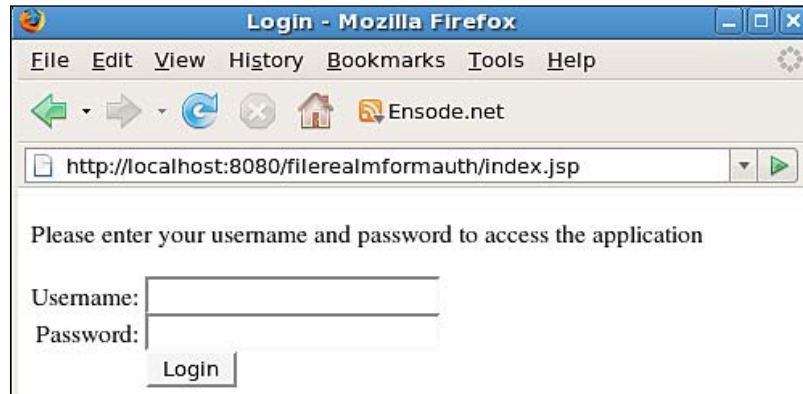 Login - Mozilla Firefox
File Edit View History Bookmarks Tools Help
Ensode.net
http://localhost:8080/filerealmformauth/index.jsp
Please enter your username and password to access the application
Username:
Password:
Login